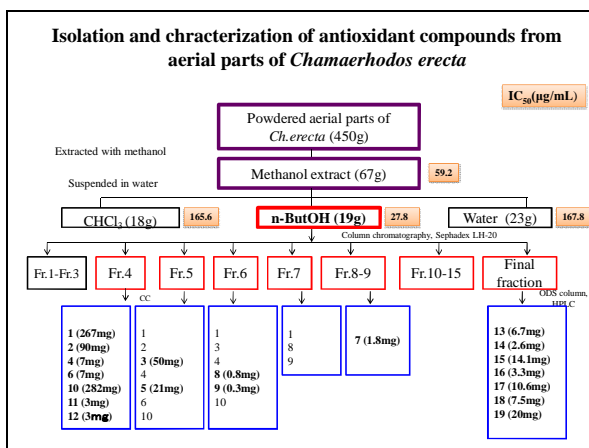 Isolation and chracterization of antioxidant compounds from
aerial parts of Chamaerhodos erecta
IC50(µg/mL)
Powdered aerial parts of
Ch.erecta (450g)
Extracted with methanol
Methanol extract (67g)
59.2
Suspended in water
CHCl3 (18g)
165.6
n-ButOH (19g)
27.8
Water (23g)
167.8
Column chromatography, Sephadex LH-20
Fr.1-Fr.3
Fr.4
Fr.5
Fr.6
Fr.7
Fr.8-9
Fr.10-15
Final
fraction
CC
ODS column,
HPLC
1 (267mg)
2 (90mg)
4 (7mg)
6 (7mg)
10 (282mg)
11 (3mg)
12 (3mg)
1
2
3 (50mg)
4
5 (21mg)
6
10
1
3
4
8 (0.8mg)
9 (0.3mg)
10
1
8
9
7 (1.8mg)
13 (6.7mg)
14 (2.6mg)
15 (14.1mg)
16 (3.3mg)
17 (10.6mg)
18 (7.5mg)
19 (20mg)